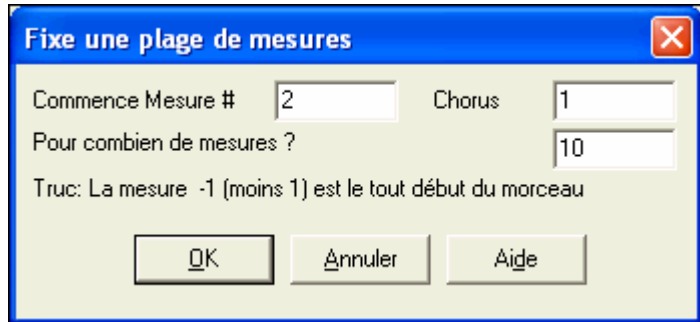 Fixe une plage de mesures
Commence Mesure # 2 Chorus 1
Pour combien de mesures ? 10
Truc: La mesure -1 (moins 1) est le tout début du morceau
OK Annuler Aide